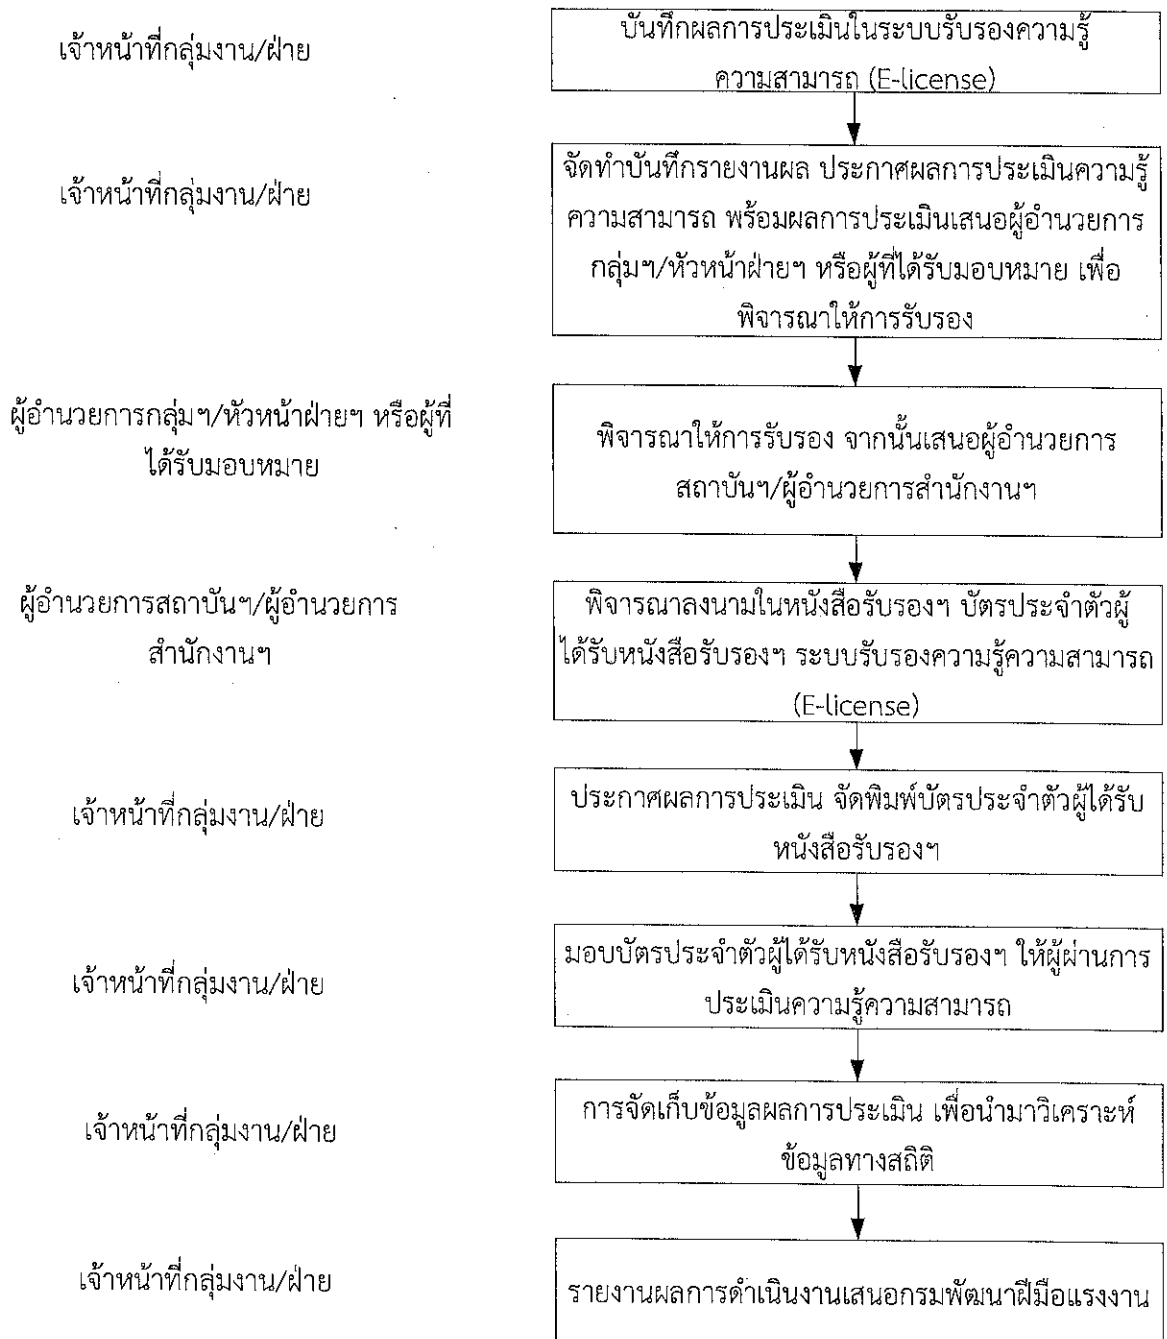 เจ้าหน้าที่กลุ่มงาน/ฝ่าย
บันทึกผลการประเมินในระบบรับรองความรู้
ความสามารถ (E-license)
เจ้าหน้าที่กลุ่มงาน/ฝ่าย
จัดทำบันทึกรายงานผล ประกาศผลการประเมินความรู้
ความสามารถ พร้อมผลการประเมินเสนอผู้อำนวยการ
กลุ่มฯ/หัวหน้าฝ่ายฯ หรือผู้ที่ได้รับมอบหมาย เพื่อ
พิจารณาให้การรับรอง
ผู้อำนวยการกลุ่มฯ/หัวหน้าฝ่ายฯ หรือผู้ที่
ได้รับมอบหมาย
พิจารณาให้การรับรอง จากนั้นเสนอผู้อำนวยการ
สถาบันฯ/ผู้อำนวยการสำนักงานฯ
ผู้อำนวยการสถาบันฯ/ผู้อำนวยการ
สำนักงานฯ
พิจารณาลงนามในหนังสือรับรองฯ บัตรประจำตัวผู้
ได้รับหนังสือรับรองฯ ระบบรับรองความรู้ความสามารถ
(E-license)
เจ้าหน้าที่กลุ่มงาน/ฝ่าย
ประกาศผลการประเมิน จัดพิมพ์บัตรประจำตัวผู้ได้รับ
หนังสือรับรองฯ
เจ้าหน้าที่กลุ่มงาน/ฝ่าย
มอบบัตรประจำตัวผู้ได้รับหนังสือรับรองฯ ให้ผู้ผ่านการ
ประเมินความรู้ความสามารถ
เจ้าหน้าที่กลุ่มงาน/ฝ่าย
การจัดเก็บข้อมูลผลการประเมิน เพื่อนำมาวิเคราะห์
ข้อมูลทางสถิติ
เจ้าหน้าที่กลุ่มงาน/ฝ่าย
รายงานผลการดำเนินงานเสนอกรมพัฒนาฝีมือแรงงาน